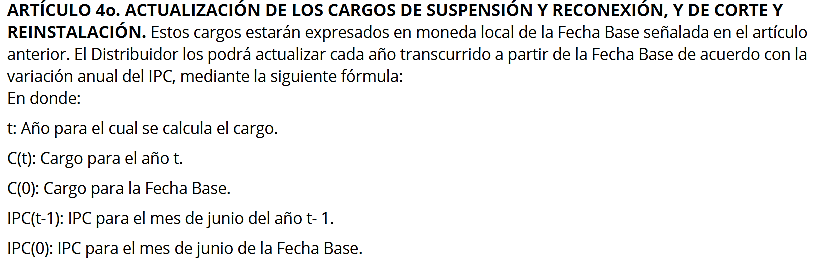 ARTÍCULO 4o. ACTUALIZACIÓN DE LOS CARGOS DE SUSPENSIÓN Y RECONEXIÓN, Y DE CORTE Y
REINSTALACIÓN. Estos cargos estarán expresados en moneda local de la Fecha Base señalada en el artículo
anterior. El Distribuidor los podrá actualizar cada año transcurrido a partir de la Fecha Base de acuerdo con la
variación anual del IPC, mediante la siguiente fórmula:
En donde:
t: Año para el cual se calcula el cargo.
C(t): Cargo para el año t.
C(0): Cargo para la Fecha Base.
IPC(t-1): IPC para el mes de junio del año t- 1.
IPC(0): IPC para el mes de junio de la Fecha Base.